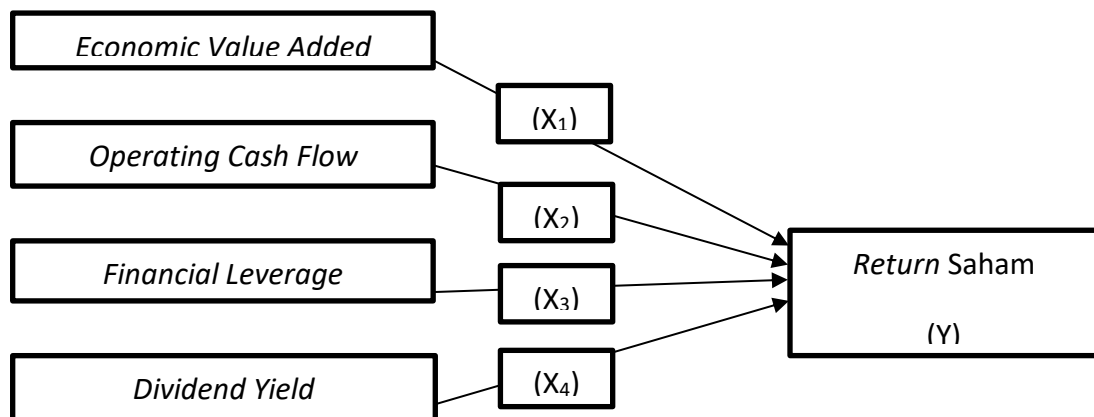 Economic Value Added
(X₁)
Operating Cash Flow
(X₂)
Financial Leverage
(X₃)
Dividend Yield
(X₄)
Return Saham
(Y)